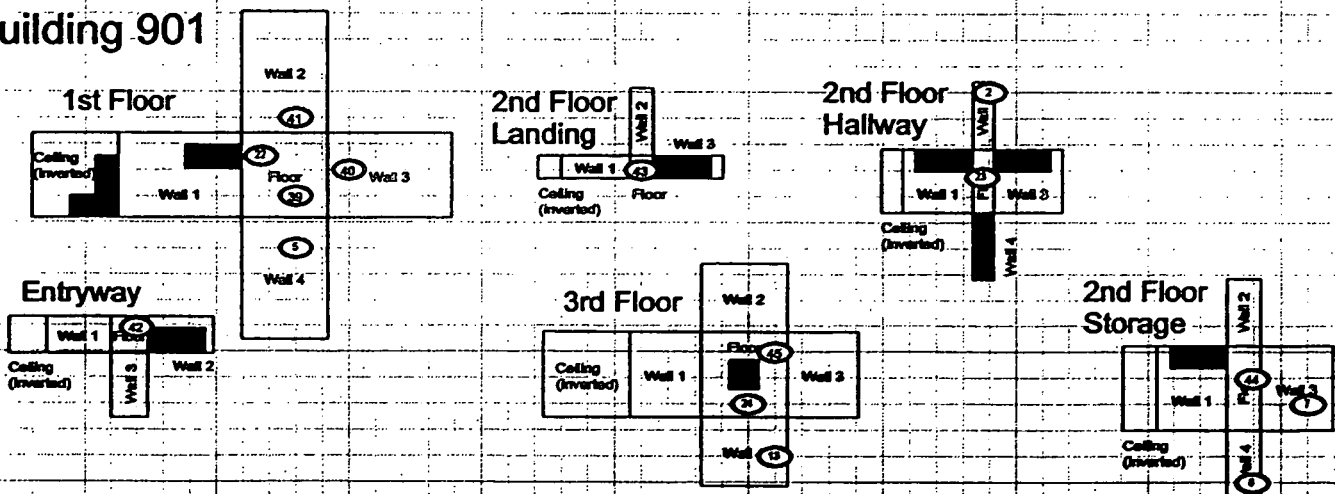 uilding 901
1st Floor
Wall 2
41
Ceiling
(Inverted)
22
Floor
40
Wall 3
Wall 1
39
5
Wall 4
2nd Floor
Landing
Wall 2
Wall 3
Wall 1
43
Ceiling
(Inverted)
Floor
2nd Floor
Hallway
2
Wall
23
Wall 1
Wall 3
Ceiling
(Inverted)
Wall 4
Entryway
42
Wall 1
Floor
Ceiling
(Inverted)
Wall 3
Wall 2
3rd Floor
Wall 2
Floor
45
Ceiling
(Inverted)
Wall 1
Wall 3
24
Wall
13
2nd Floor
Storage
Wall 2
44
Wall 3
Wall 1
7
Ceiling
(Inverted)
Wall 4
6